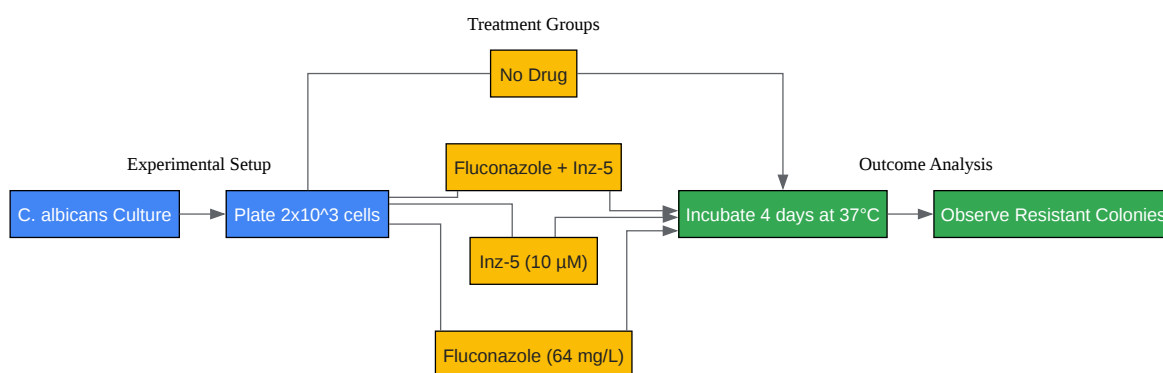 Treatment Groups
No Drug
Experimental Setup
Fluconazole + Inz-5
Outcome Analysis
C. albicans Culture
Plate 2x10^3 cells
Incubate 4 days at 37°C
Observe Resistant Colonies
Inz-5 (10 µM)
Fluconazole (64 mg/L)